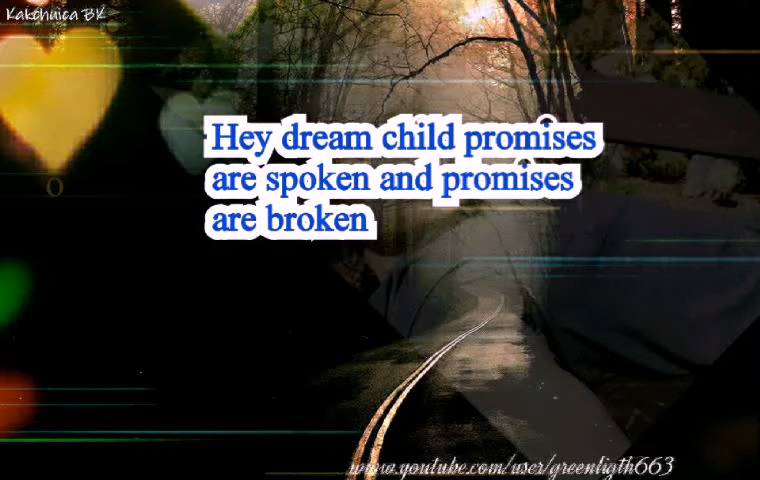 Kakchuica BK
Hey dream child promises
are spoken and promises
are broken
www.youtube.com/user/greenligth663